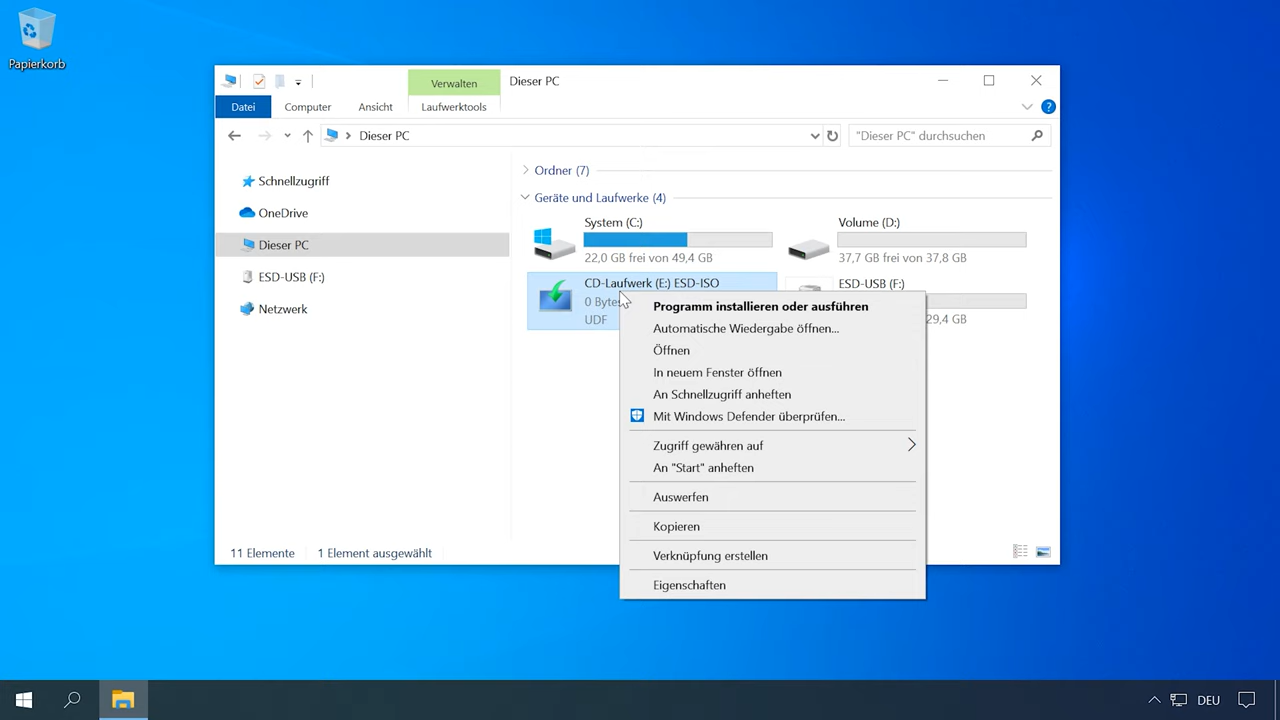 Papierkorb
Verwalten
Dieser PC
Datei
Computer
Ansicht
Laufwerktools
Dieser PC
"Dieser PC" durchsuchen
Schnellzugriff
OneDrive
Dieser PC
ESD-USB (F:)
Netzwerk
Ordner (7)
Geräte und Laufwerke (4)
System (C:)
22,0 GB frei von 49,4 GB
Volume (D:)
37,7 GB frei von 37,8 GB
CD-Laufwerk (E:) ESD-ISO
0 Bytes
UDF
ESD-USB (F:)
29,4 GB
Programm installieren oder ausführen
Automatische Wiedergabe öffnen...
Öffnen
In neuem Fenster öffnen
An Schnellzugriff anheften
Mit Windows Defender überprüfen...
Zugriff gewähren auf
An "Start" anheften
Auswerfen
Kopieren
Verknüpfung erstellen
Eigenschaften
11 Elemente
1 Element ausgewählt
DEU